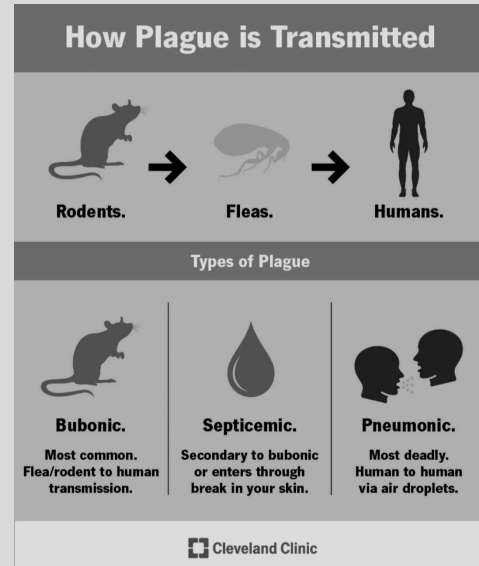 How Plague is Transmitted
Rodents.
Fleas.
Humans.
Types of Plague
Bubonic.
Most common.
Flea/rodent to human
transmission.
Septicemic.
Secondary to bubonic
or enters through
break in your skin.
Pneumonic.
Most deadly.
Human to human
via air droplets.
Cleveland Clinic